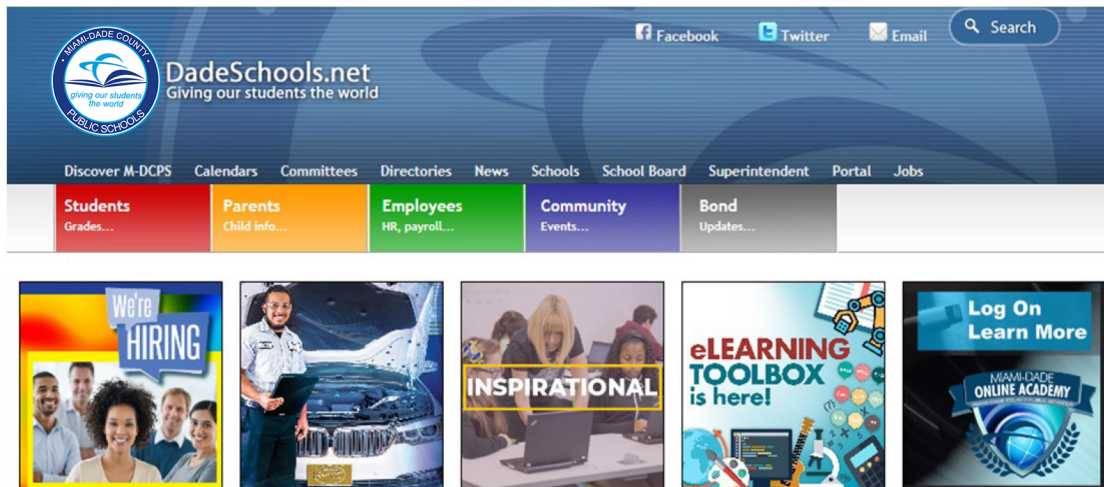 Facebook
Twitter
Email
Search
MIAMI-DADE COUNTY
giving our students
the world
PUBLIC SCHOOLS
DadeSchools.net
Giving our students the world
Discover M-DCPS Calendars Committees Directories News Schools School Board Superintendent Portal Jobs
Students
Grades...
Parents
Child info...
Employees
HR, payroll...
Community
Events...
Bond
Updates...
We're
HIRING
INSPIRATIONAL
eLEARNING
TOOLBOX
is here!
Log On
Learn More
MIAMI-DADE
ONLINE ACADEMY